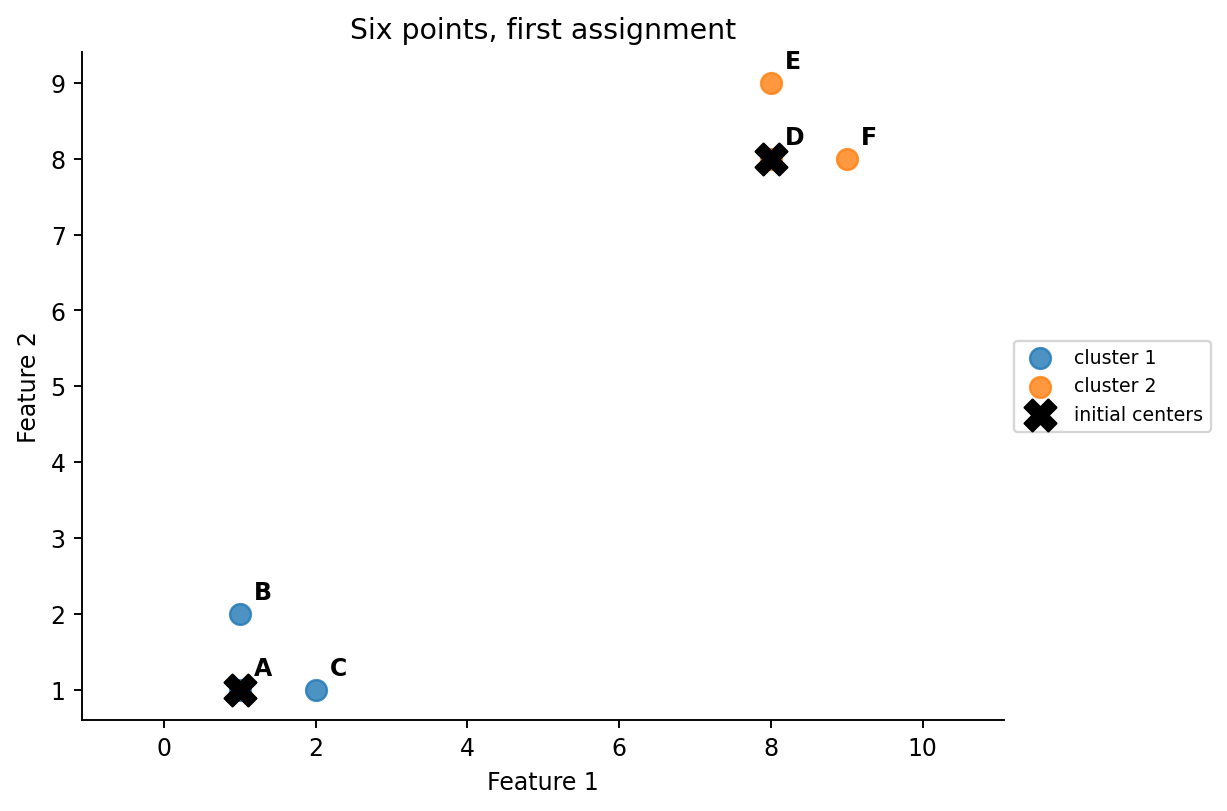 Six points, first assignment
E
9
D
F
8
7
6
5
4
3
B
2
A
C
1
Feature 2
0 2 4 6 8 10
Feature 1
cluster 1
cluster 2
initial centers